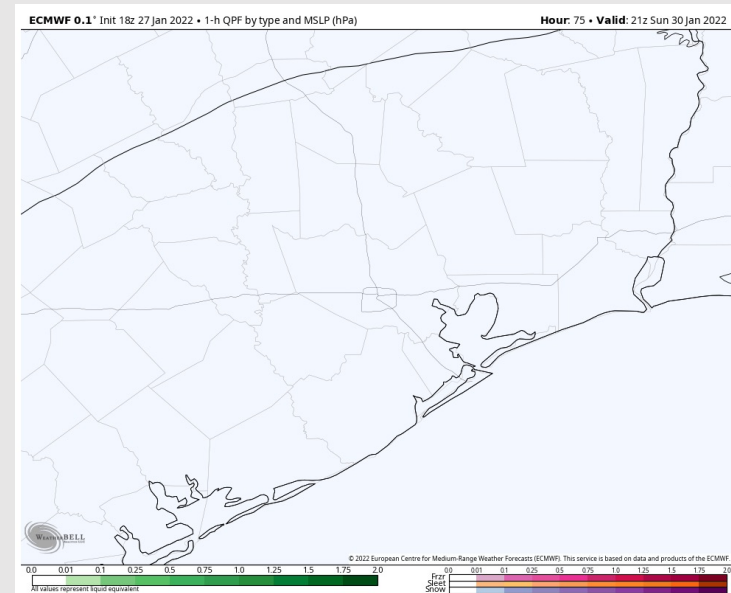 ECMWF 0.1° Init 18z 27 Jan 2022 • 1-h QPF by type and MSLP (hPa)
Hour: 75 • Valid: 21z Sun 30 Jan 2022
WeatherBELL
© 2022 European Centre for Medium-Range Weather Forecasts (ECMWF). This service is based on data and products of the ECMWF.
0.0 0.01 0.1 0.25 0.5 0.75 1.0 1.25 1.5 1.75 2.0
All values represent liquid equivalent
0.0 0.01 0.1 0.25 0.5 0.75 1.0 1.25 1.5 1.75 2.0
Frzr
Sleet
Snow